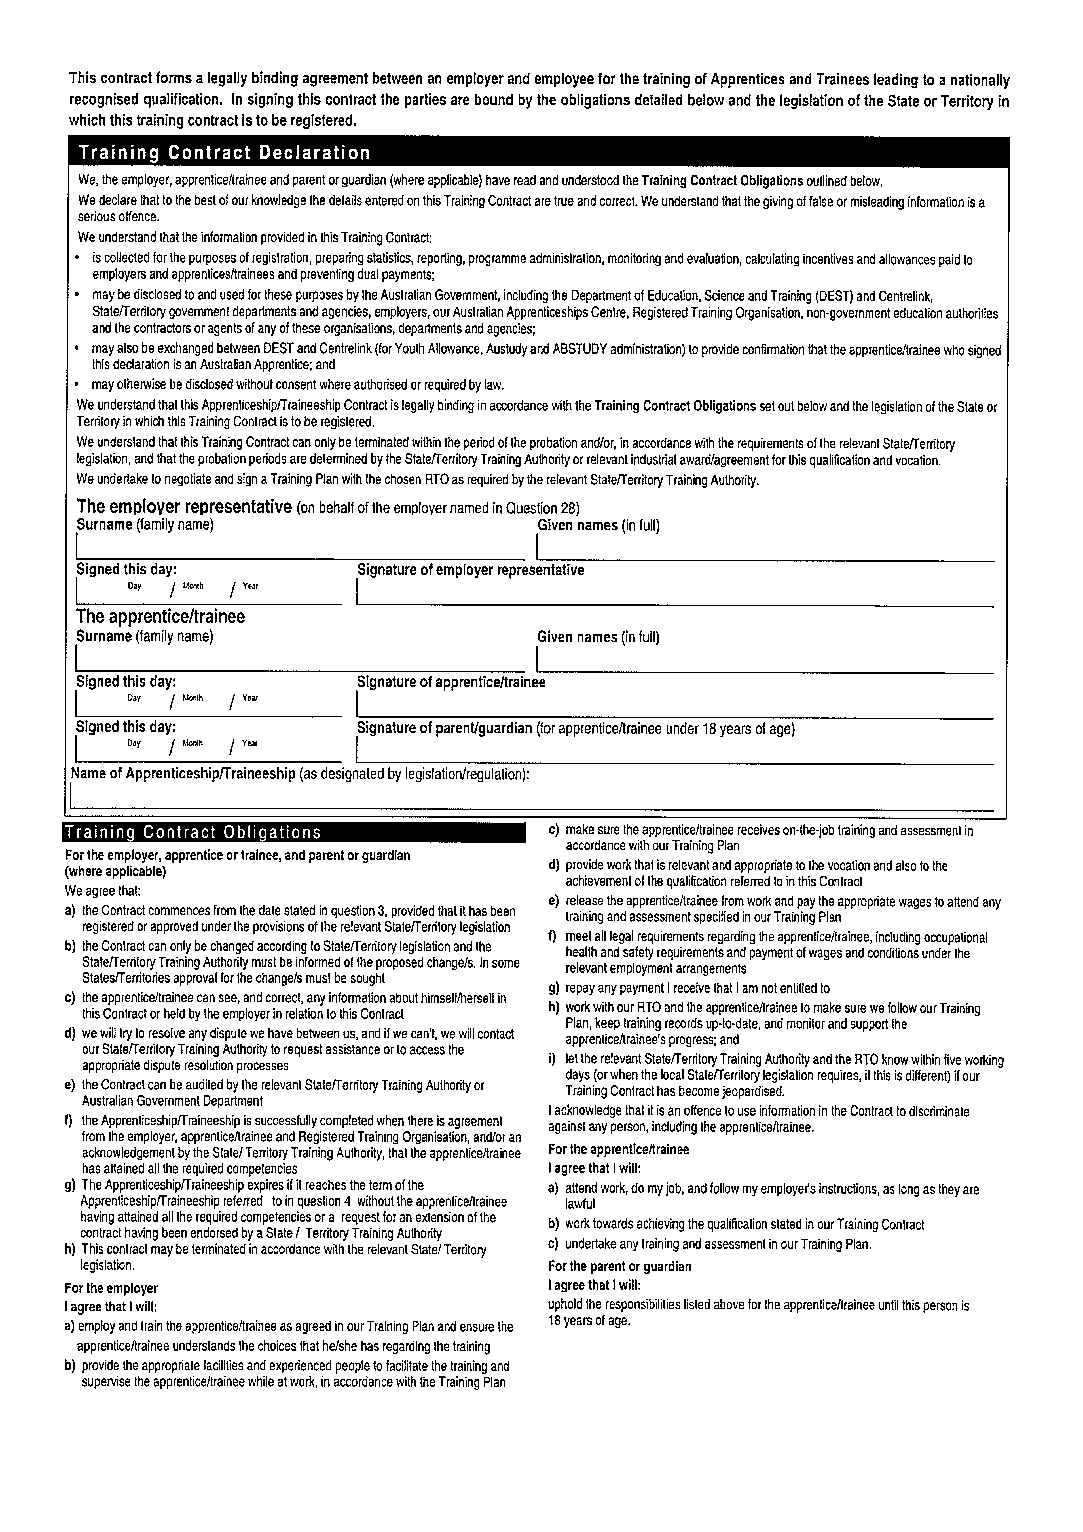 This contract forms a legally binding agreement between an employer and employee for the training of Apprentices and Trainees leading to a nationally
recognised qualification. In signing this contract the parties are bound by the obligations detailed below and the legislation of the State or Territory in
which this training contract is to be registered.
Training Contract Declaration
We, the employer, apprentice/trainee and parent or guardian (where applicable) have read and understood the Training Contract Obligations outlined below.
We declare that to the best of our knowledge the details entered on this Training Contract are true and correct. We understand that the giving of false or misleading information is a
serious offence.
We understand that the information provided in this Training Contract:
• is collected for the purposes of registration, preparing statistics, reporting, programme administration, monitoring and evaluation, calculating incentives and allowances paid to
employers and apprentices/trainees and preventing dual payments;
• may be disclosed to and used for these purposes by the Australian Government, including the Department of Education, Science and Training (DEST) and Centrelink,
State/Territory government departments and agencies, employers, our Australian Apprenticeships Centre, Registered Training Organisation, non-government education authorities
and the contractors or agents of any of these organisations, departments and agencies;
• may also be exchanged between DEST and Centrelink (for Youth Allowance, Austudy and ABSTUDY administration) to provide confirmation that the apprentice/trainee who signed
this declaration is an Australian Apprentice; and
• may otherwise be disclosed without consent where authorised or required by law.
We understand that this Apprenticeship/Traineeship Contract is legally binding in accordance with the Training Contract Obligations set out below and the legislation of the State or
Territory in which this Training Contract is to be registered.
We understand that this Training Contract can only be terminated within the period of the probation and/or, in accordance with the requirements of the relevant State/Territory
legislation, and that the probation periods are determined by the State/Territory Training Authority or relevant industrial award/agreement for this qualification and vocation.
We undertake to negotiate and sign a Training Plan with the chosen RTO as required by the relevant State/Territory Training Authority.
The employer representative (on behalf of the employer named in Question 28)
Surname (family name) Given names (in full)
Signed this day: Signature of employer representative
Day / Month / Year
The apprentice/trainee
Surname (family name) Given names (in full)
Signed this day: Signature of apprentice/trainee
Day / Month / Year
Signed this day: Signature of parent/guardian (for apprentice/trainee under 18 years of age)
Day / Month / Year
Name of Apprenticeship/Traineeship (as designated by legislation/regulation):
Training Contract Obligations
For the employer, apprentice or trainee, and parent or guardian
(where applicable)
We agree that:
a) the Contract commences from the date stated in question 3, provided that it has been
registered or approved under the provisions of the relevant State/Territory legislation
b) the Contract can only be changed according to State/Territory legislation and the
State/Territory Training Authority must be informed of the proposed change/s. In some
States/Territories approval for the change/s must be sought
c) the apprentice/trainee can see, and correct, any information about himself/herself in
this Contract or held by the employer in relation to this Contract
d) we will try to resolve any dispute we have between us, and if we can't, we will contact
our State/Territory Training Authority to request assistance or to access the
appropriate dispute resolution processes
e) the Contract can be audited by the relevant State/Territory Training Authority or
Australian Government Department
f) the Apprenticeship/Traineeship is successfully completed when there is agreement
from the employer, apprentice/trainee and Registered Training Organisation, and/or an
acknowledgement by the State/ Territory Training Authority, that the apprentice/trainee
has attained all the required competencies
g) The Apprenticeship/Traineeship expires if it reaches the term of the
Apprenticeship/Traineeship referred to in question 4 without the apprentice/trainee
having attained all the required competencies or a request for an extension of the
contract having been endorsed by a State / Territory Training Authority
h) This contract may be terminated in accordance with the relevant State/ Territory
legislation.
For the employer
I agree that I will:
a) employ and train the apprentice/trainee as agreed in our Training Plan and ensure the
apprentice/trainee understands the choices that he/she has regarding the training
b) provide the appropriate facilities and experienced people to facilitate the training and
supervise the apprentice/trainee while at work, in accordance with the Training Plan
c) make sure the apprentice/trainee receives on-the-job training and assessment in
accordance with our Training Plan
d) provide work that is relevant and appropriate to the vocation and also to the
achievement of the qualification referred to in this Contract
e) release the apprentice/trainee from work and pay the appropriate wages to attend any
training and assessment specified in our Training Plan
f) meet all legal requirements regarding the apprentice/trainee, including occupational
health and safety requirements and payment of wages and conditions under the
relevant employment arrangements
g) repay any payment I receive that I am not entitled to
h) work with our RTO and the apprentice/trainee to make sure we follow our Training
Plan, keep training records up-to-date, and monitor and support the
apprentice/trainee's progress; and
i) let the relevant State/Territory Training Authority and the RTO know within five working
days (or when the local State/Territory legislation requires, if this is different) if our
Training Contract has become jeopardised.
I acknowledge that it is an offence to use information in the Contract to discriminate
against any person, including the apprentice/trainee.
For the apprentice/trainee
I agree that I will:
a) attend work, do my job, and follow my employer's instructions, as long as they are
lawful
b) work towards achieving the qualification stated in our Training Contract
c) undertake any training and assessment in our Training Plan.
For the parent or guardian
I agree that I will:
uphold the responsibilities listed above for the apprentice/trainee until this person is
18 years of age.